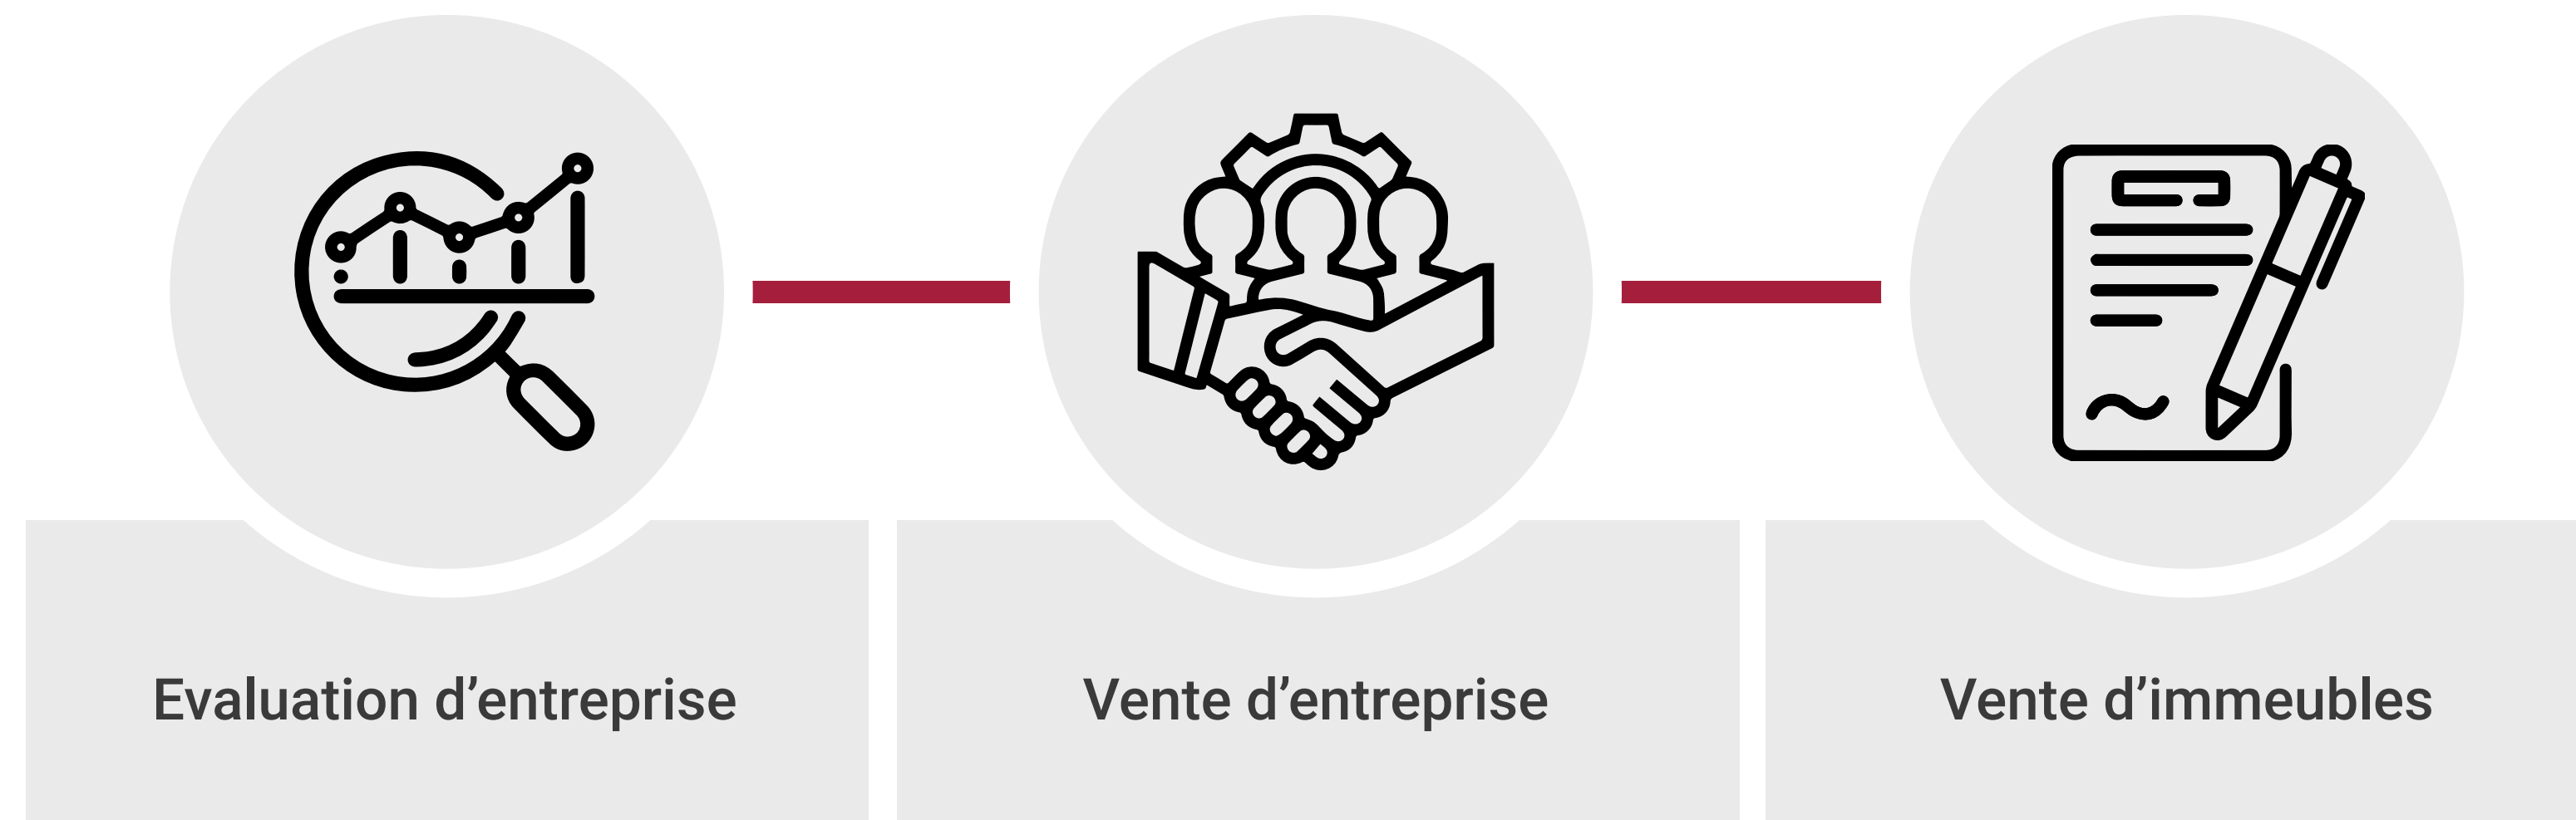 Evaluation d’entreprise
Vente d’entreprise
Vente d’immeubles